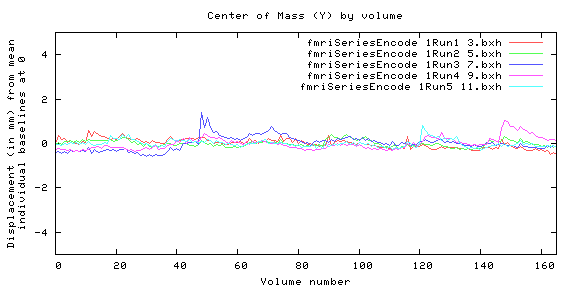 Center of Mass (Y) by volume
Displacement (in mm) from mean
individual baselines at 0
4
2
0
-2
-4
fmriSeriesEncode 1Run1 3.bxh
fmriSeriesEncode 1Run2 5.bxh
fmriSeriesEncode 1Run3 7.bxh
fmriSeriesEncode 1Run4 9.bxh
fmriSeriesEncode 1Run5 11.bxh
0 20 40 60 80 100 120 140 160
Volume number